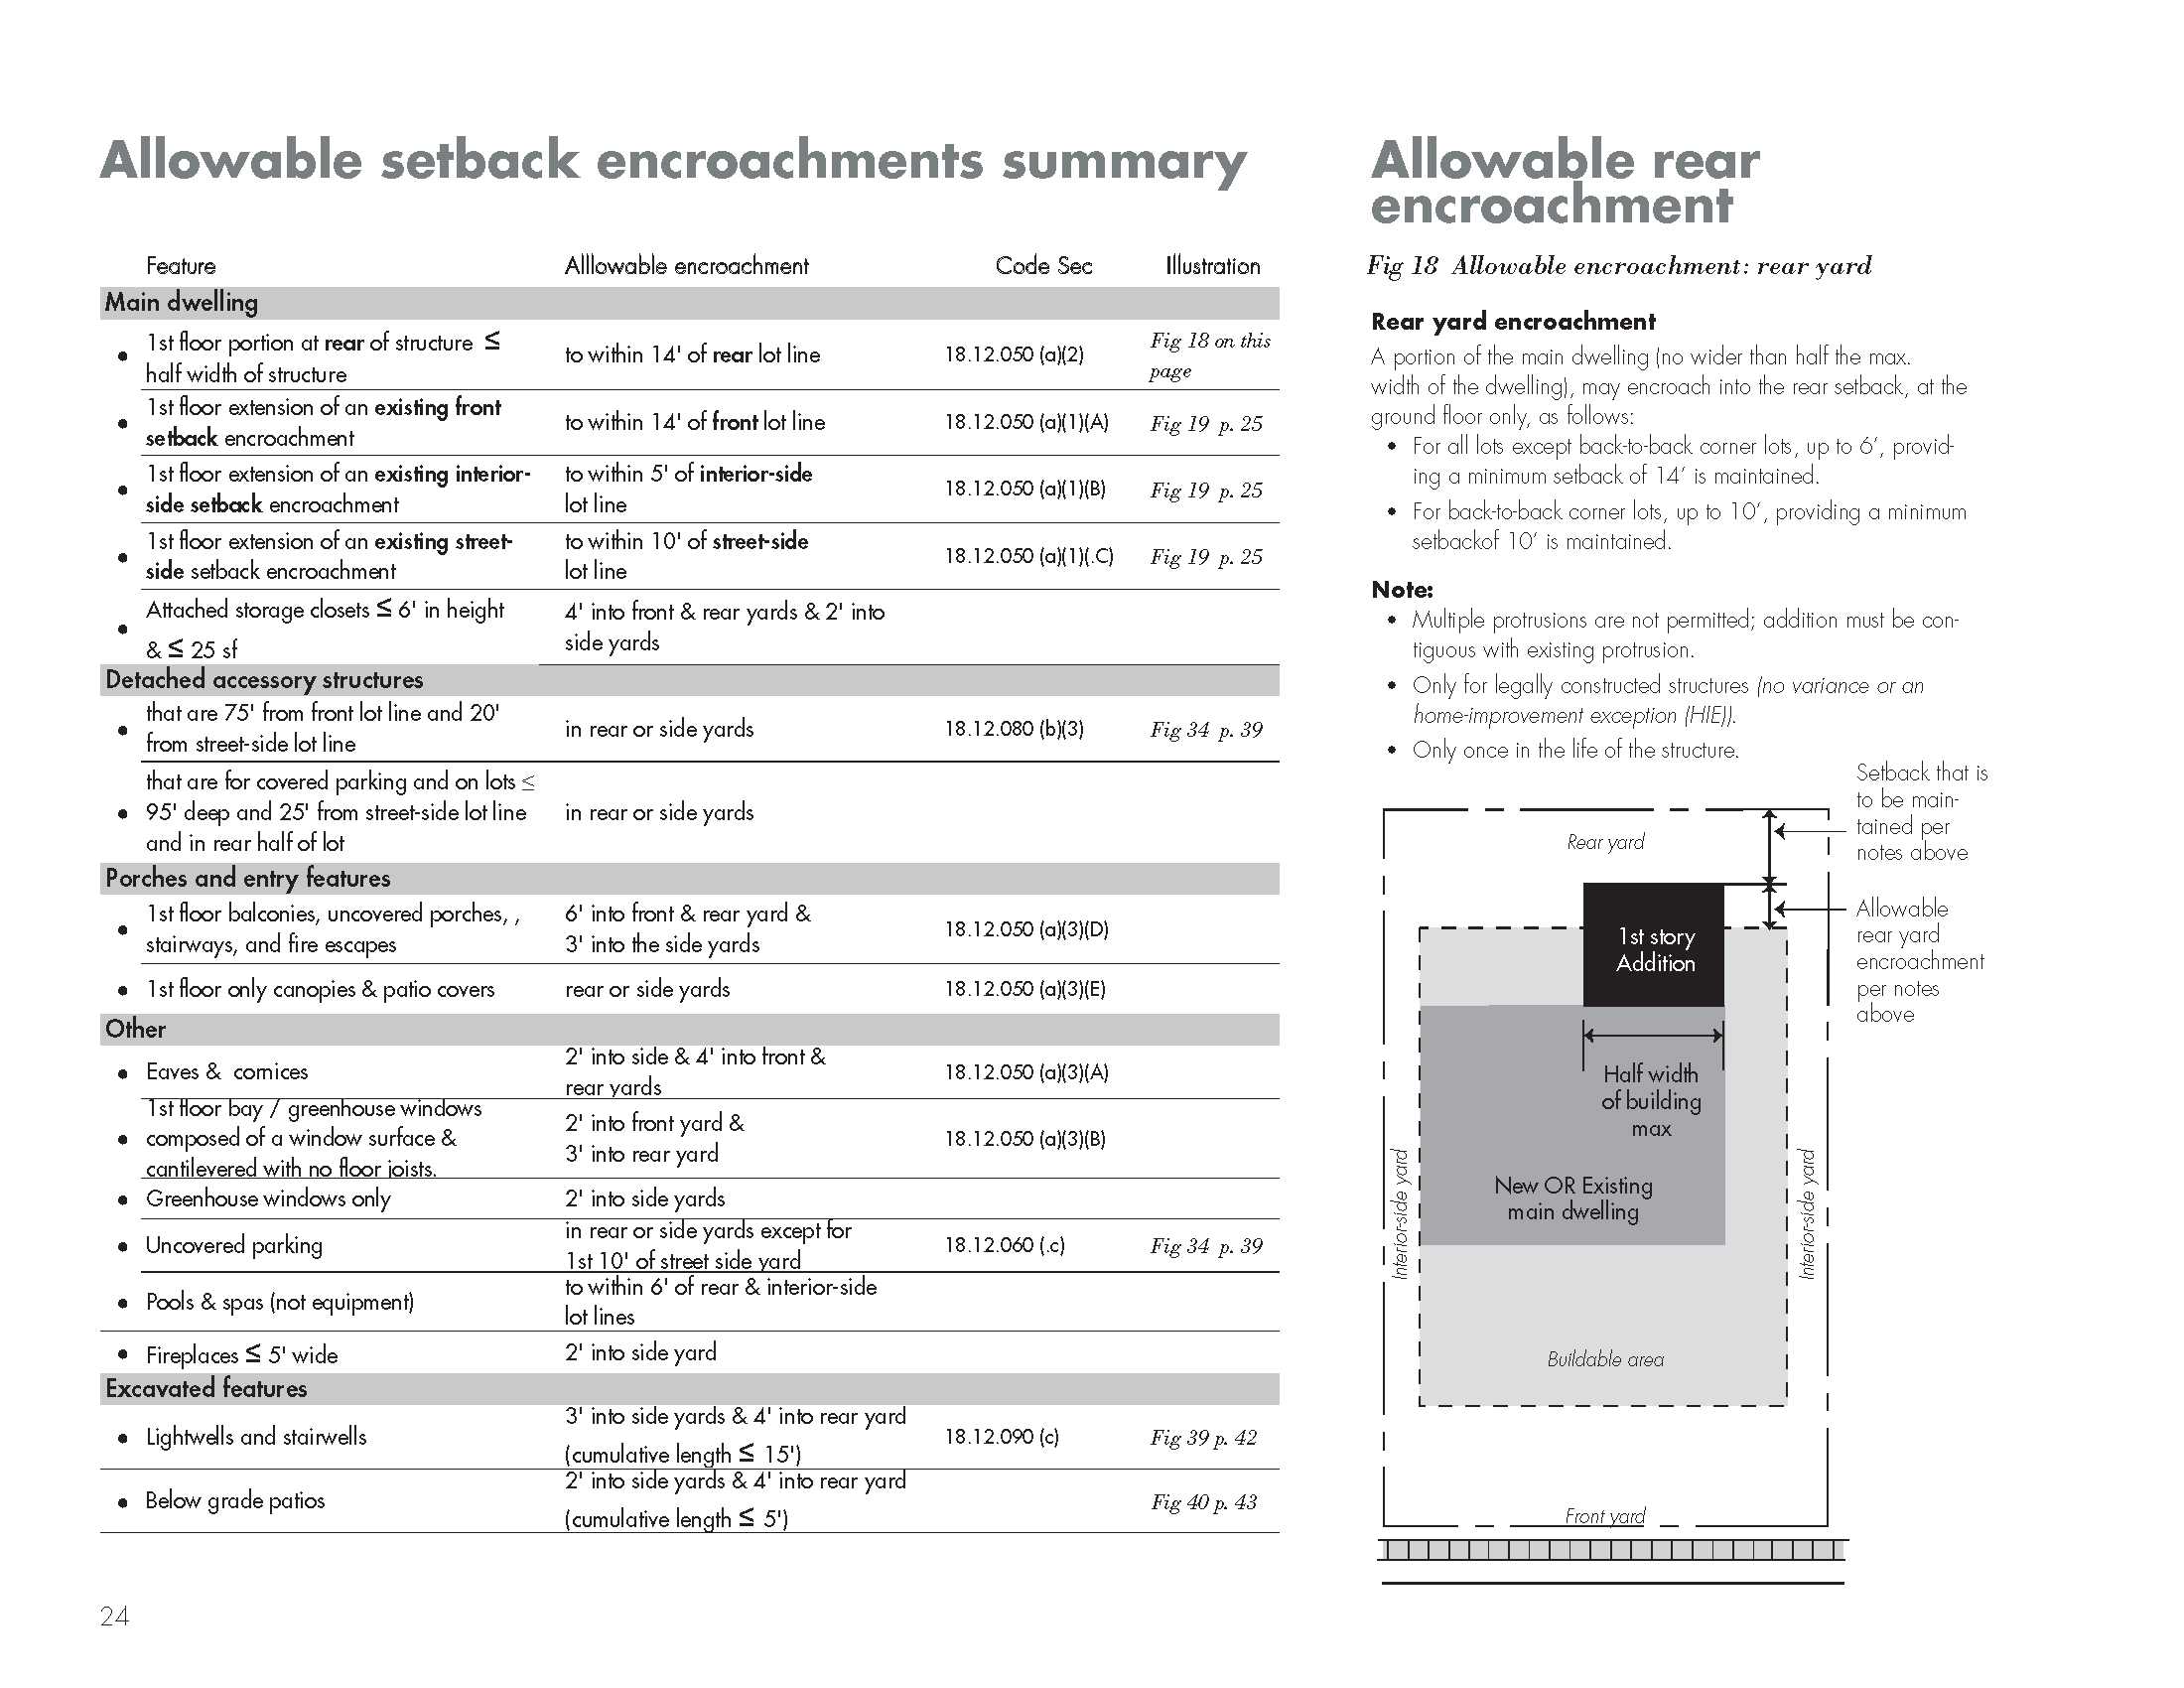 Allowable setback encroachments summary
Feature Alllowable encroachment Code Sec Illustration
Main dwelling
• 1st floor portion at rear of structure ≤
half width of structure
to within 14' of rear lot line
18.12.050 (a)(2)
Fig 18 on this
page
• 1st floor extension of an existing front
setback encroachment
to within 14' of front lot line
18.12.050 (a)(1)(A)
Fig 19 p. 25
• 1st floor extension of an existing interior-
side setback encroachment
to within 5' of interior-side
lot line
18.12.050 (a)(1)(B)
Fig 19 p. 25
• 1st floor extension of an existing street-
side setback encroachment
to within 10' of street-side
lot line
18.12.050 (a)(1)(.C)
Fig 19 p. 25
• Attached storage closets ≤ 6' in height
& ≤ 25 sf
4' into front & rear yards & 2' into
side yards
Detached accessory structures
• that are 75' from front lot line and 20'
from street-side lot line
in rear or side yards
18.12.080 (b)(3)
Fig 34 p. 39
that are for covered parking and on lots ≤
• 95' deep and 25' from street-side lot line
and in rear half of lot
in rear or side yards
Porches and entry features
• 1st floor balconies, uncovered porches, ,
stairways, and fire escapes
6' into front & rear yard &
3' into the side yards
18.12.050 (a)(3)(D)
• 1st floor only canopies & patio covers
rear or side yards
18.12.050 (a)(3)(E)
Other
• Eaves & cornices
2' into side & 4' into front &
rear yards
18.12.050 (a)(3)(A)
1st floor bay / greenhouse windows
• composed of a window surface &
cantilevered with no floor joists.
2' into front yard &
3' into rear yard
18.12.050 (a)(3)(B)
• Greenhouse windows only
2' into side yards
• Uncovered parking
in rear or side yards except for
1st 10' of street side yard
18.12.060 (.c)
Fig 34 p. 39
• Pools & spas (not equipment)
to within 6' of rear & interior-side
lot lines
• Fireplaces ≤ 5' wide
2' into side yard
Excavated features
• Lightwells and stairwells
3' into side yards & 4' into rear yard
(cumulative length ≤ 15')
18.12.090 (c)
Fig 39 p. 42
• Below grade patios
2' into side yards & 4' into rear yard
(cumulative length ≤ 5')
Fig 40 p. 43
24
Allowable rear
encroachment
Fig 18 Allowable encroachment: rear yard
Rear yard encroachment
A portion of the main dwelling (no wider than half the max.
width of the dwelling), may encroach into the rear setback, at the
ground floor only, as follows:
• For all lots except back-to-back corner lots, up to 6’, provid-
ing a minimum setback of 14’ is maintained.
• For back-to-back corner lots, up to 10’, providing a minimum
setbackof 10’ is maintained.
Note:
• Multiple protrusions are not permitted; addition must be con-
tiguous with existing protrusion.
• Only for legally constructed structures (no variance or an
home-improvement exception (HIE)).
• Only once in the life of the structure.
Setback that is
to be main-
tained per
notes above
Rear yard
Allowable
rear yard
encroachment
per notes
above
1st story
Addition
Half width
of building
max
New OR Existing
main dwelling
Interior-side yard
Interior-side yard
Buildable area
Front yard